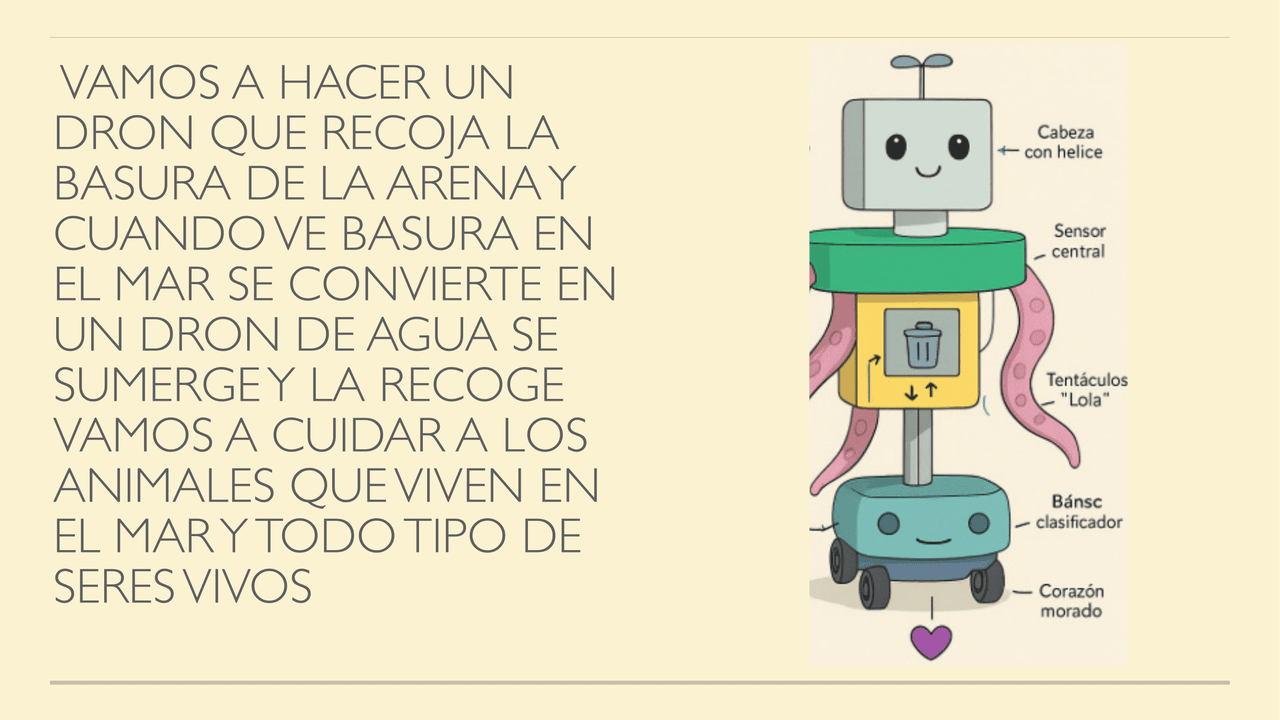 VAMOS A HACER UN
DRON QUE RECOJA LA
BASURA DE LA ARENA Y
CUANDO VE BASURA EN
EL MAR SE CONVIERTE EN
UN DRON DE AGUA SE
SUMERGE Y LA RECOGE
VAMOS A CUIDAR A LOS
ANIMALES QUE VIVEN EN
EL MAR Y TODO TIPO DE
SERES VIVOS
Cabeza
con helice
Sensor
central
Tentáculos
"Lola"
Bánsc
clasificador
Corazón
morado